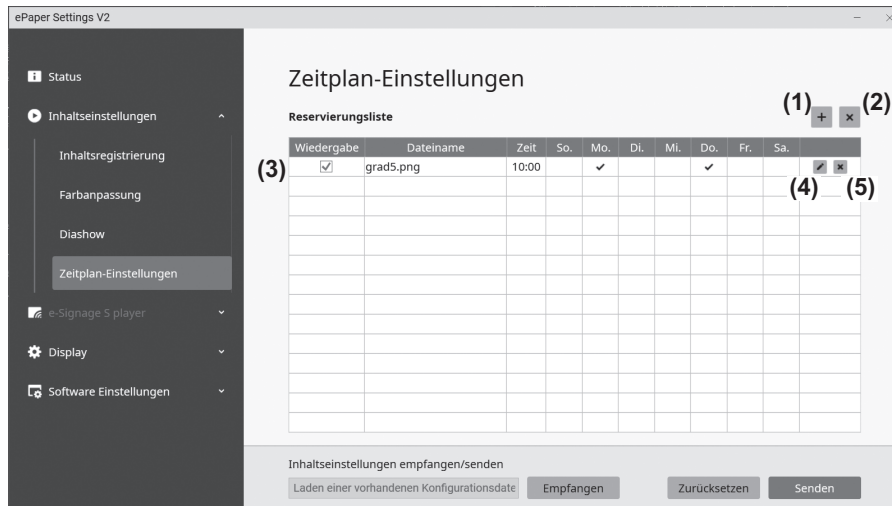 ePaper Settings V2
Status
Inhaltseinstellungen
Inhaltsregistrierung
Farbanpassung
Diashow
Zeitplan-Einstellungen
e-Signage S player
Display
Software Einstellungen
Zeitplan-Einstellungen
(1) (2)
Reservierungsliste
Wiedergabe Dateiname Zeit So. Mo. Di. Mi. Do. Fr. Sa.
(3) grad5.png 10:00
(4) (5)
Inhaltseinstellungen empfangen/senden
Laden einer vorhandenen Konfigurationsdate Empfangen Zurücksetzen Senden